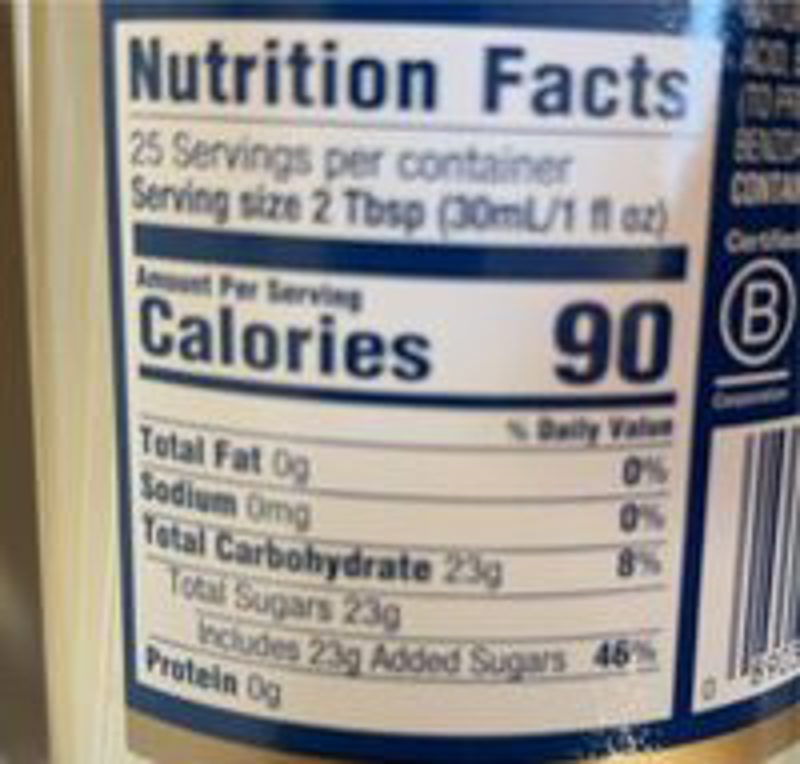 Nutrition Facts
25 Servings per container
Serving size 2 Tbsp (30mL/1 fl oz)
Amount Per Serving
Calories 90
% Daily Value
Total Fat 0g 0%
Sodium 0mg 0%
Total Carbohydrate 23g 8%
Total Sugars 23g
Includes 23g Added Sugars 46%
Protein 0g
Certified
B
Corporation